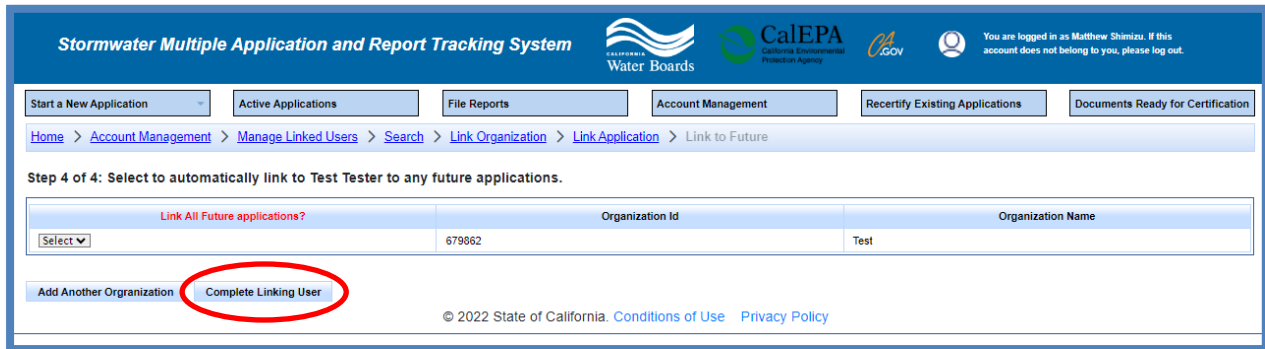 Stormwater Multiple Application and Report Tracking System
CALIFORNIA
Water Boards
CalEPA
California Environmental
Protection Agency
CA.GOV
You are logged in as Matthew Shimizu. If this
account does not belong to you, please log out.
Start a New Application Active Applications File Reports Account Management Recertify Existing Applications Documents Ready for Certification
Home > Account Management > Manage Linked Users > Search > Link Organization > Link Application > Link to Future
Step 4 of 4: Select to automatically link to Test Tester to any future applications.
Link All Future applications? Organization Id Organization Name
Select 679862 Test
Add Another Orgranization Complete Linking User
© 2022 State of California. Conditions of Use Privacy Policy